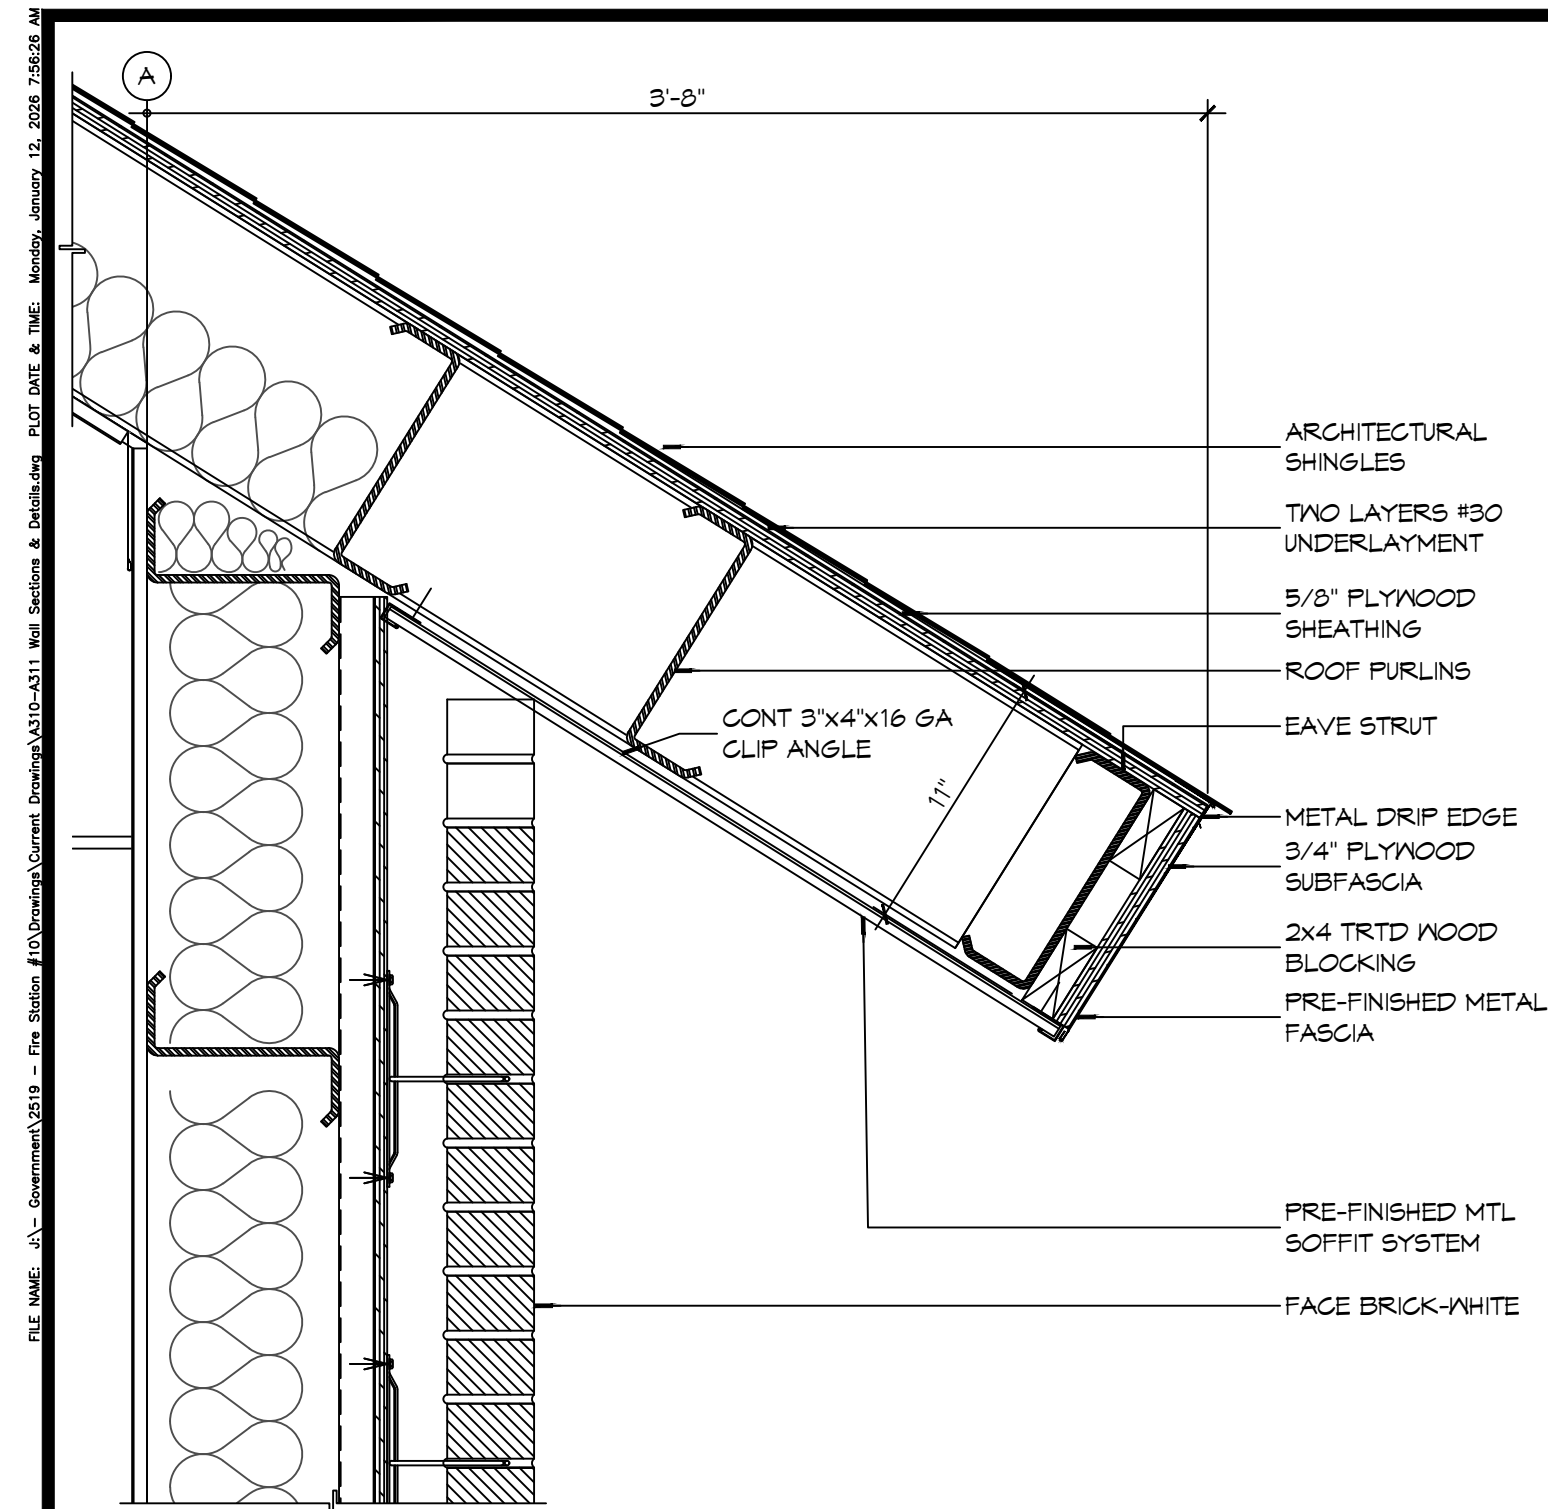 FILE NAME: J:\- Government\2519 - Fire Station #10\Drawings\Current Drawings\A310-A311 Wall Sections & Details.dwg PLOT DATE & TIME: Monday, January 12, 2026 7:56:26 AM
A
3'-8"
ARCHITECTURAL
SHINGLES
TWO LAYERS #30
UNDERLAYMENT
5/8" PLYWOOD
SHEATHING
ROOF PURLINS
CONT 3"x4"x16 GA
CLIP ANGLE
EAVE STRUT
11"
METAL DRIP EDGE
3/4" PLYWOOD
SUBFASCIA
2x4 TRTD WOOD
BLOCKING
PRE-FINISHED METAL
FASCIA
PRE-FINISHED MTL
SOFFIT SYSTEM
FACE BRICK-WHITE